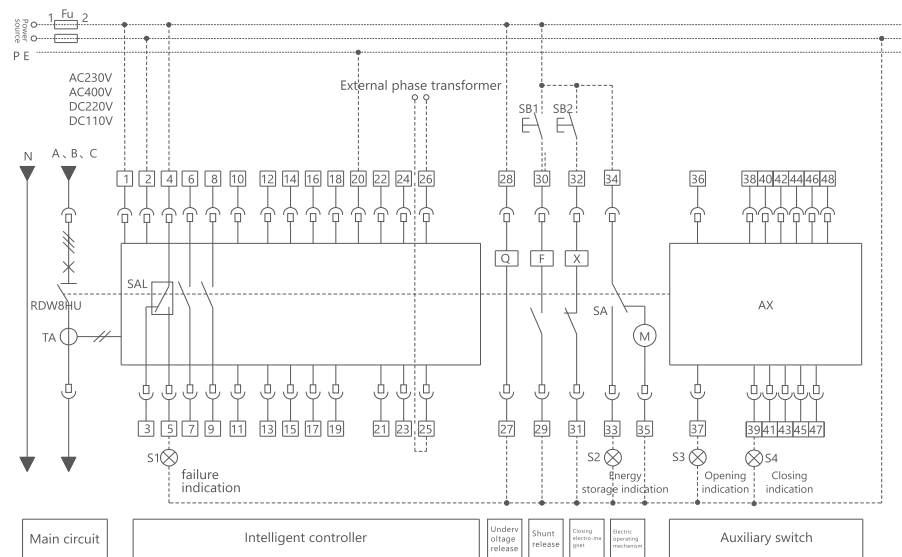 Power
source
1 Fu 2
P E
AC230V
AC400V
DC220V
DC110V
External phase transformer
SB1 SB2
N A、B、C
1 2 4 6 8 10 12 14 16 18 20 22 24 26 28 30 32 34 36 38 40 42 44 46 48
Q F X
SAL
RDW8HU
SA
AX
TA
M
3 5 7 9 11 13 15 17 19 21 23 25 27 29 31 33 35 37 39 41 43 45 47
S1
failure
indication
S2
Energy
storage indication
S3
Opening
indication
S4
Closing
indication
Main circuit
Intelligent controller
Underv
oltage
release
Shunt
release
Closing
electro-ma
gnet
Electric
operating
mechanism
Auxiliary switch